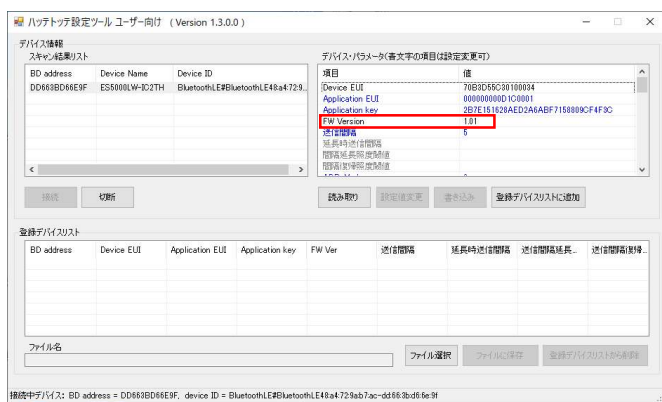 ハッテトッテ設定ツール ユーザー向け （Version 1.3.0.0 ）
デバイス情報
スキャン結果リスト
BD address Device Name Device ID
DD663BD66E9F ES5000LW-IC2TH BluetoothLE#BluetoothLE48:a4:72:9...
接続 切断
デバイス・パラメータ(青文字の項目は設定変更可)
項目 値
Device EUI 70B3D55C30100034
Application EUI 000000000D1C0001
Application key 2B7E151628AED2A6ABF7158809CF4F3C
FW Version 1.01
送信間隔 5
延長時送信間隔
間隔延長照度閾値
間隔復帰照度閾値
読み取り 設定値変更 書き込み 登録デバイスリストに追加
登録デバイスリスト
BD address Device EUI Application EUI Application key FW Ver 送信間隔 延長時送信間隔 送信間隔延長... 送信間隔復帰...
ファイル名
ファイル選択 ファイルに保存 登録デバイスリストから削除
接続中デバイス: BD address = DD663BD66E9F, device ID = BluetoothLE#BluetoothLE48:a4:72:9a:b7:ac-dd:66:3b:d6:6e:9f